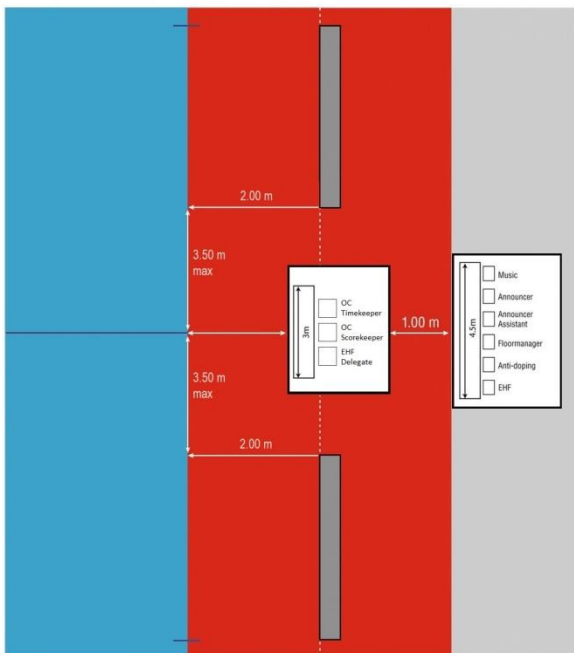 2.00 m
3.50 m
max
3m
OC
Timekeeper
OC
Scorekeeper
EHF
Delegate
1.00 m
4.5m
Music
Announcer
Announcer
Assistant
Floormanager
Anti-doping
EHF
3.50 m
max
2.00 m